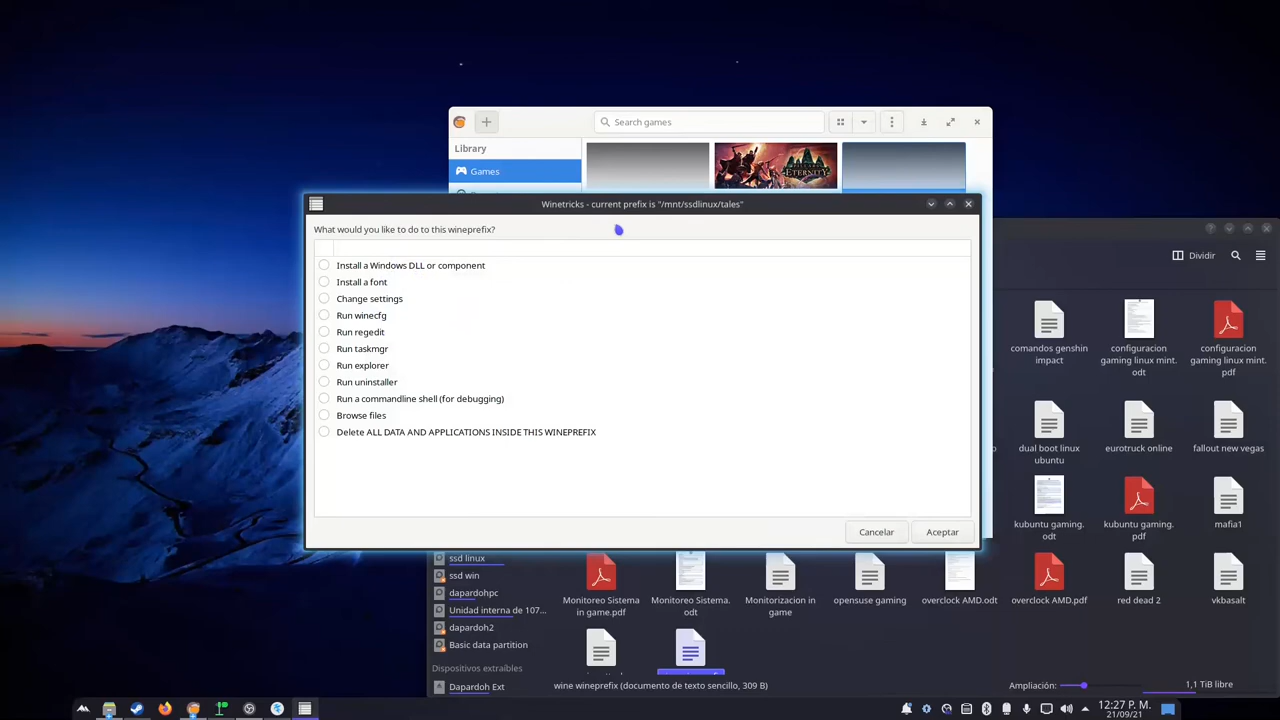 Search games
Library
Games
PILLARS
ETERNITY
Winetricks - current prefix is "/mnt/ssdlinux/tales"
What would you like to do to this wineprefix?
Install a Windows DLL or component
Install a font
Change settings
Run winecfg
Run regedit
Run taskmgr
Run explorer
Run uninstaller
Run a commandline shell (for debugging)
Browse files
Delete ALL DATA AND APPLICATIONS INSIDE THIS WINEPREFIX
Cancelar
Aceptar
Dividir
comandos genshin
impact
configuracion
gaming linux mint.
odt
configuracion
gaming linux mint.
pdf
dual boot linux
ubuntu
eurotruck online
fallout new vegas
kubuntu gaming.
odt
kubuntu gaming.
pdf
mafia1
Monitoreo Sistema
in game.pdf
Monitoreo Sistema.
odt
Monitorizacion in
game
opensuse gaming
overclock AMD.odt
overclock AMD.pdf
red dead 2
vkbasalt
ssd linux
ssd win
dapardohpc
Unidad interna de 107...
dapardoh2
Basic data partition
Dispositivos extraíbles
Dapardoh Ext
wine wineprefix (documento de texto sencillo, 309 B)
Ampliación:
1,1 TiB libre
12:27 P. M.
21/09/21